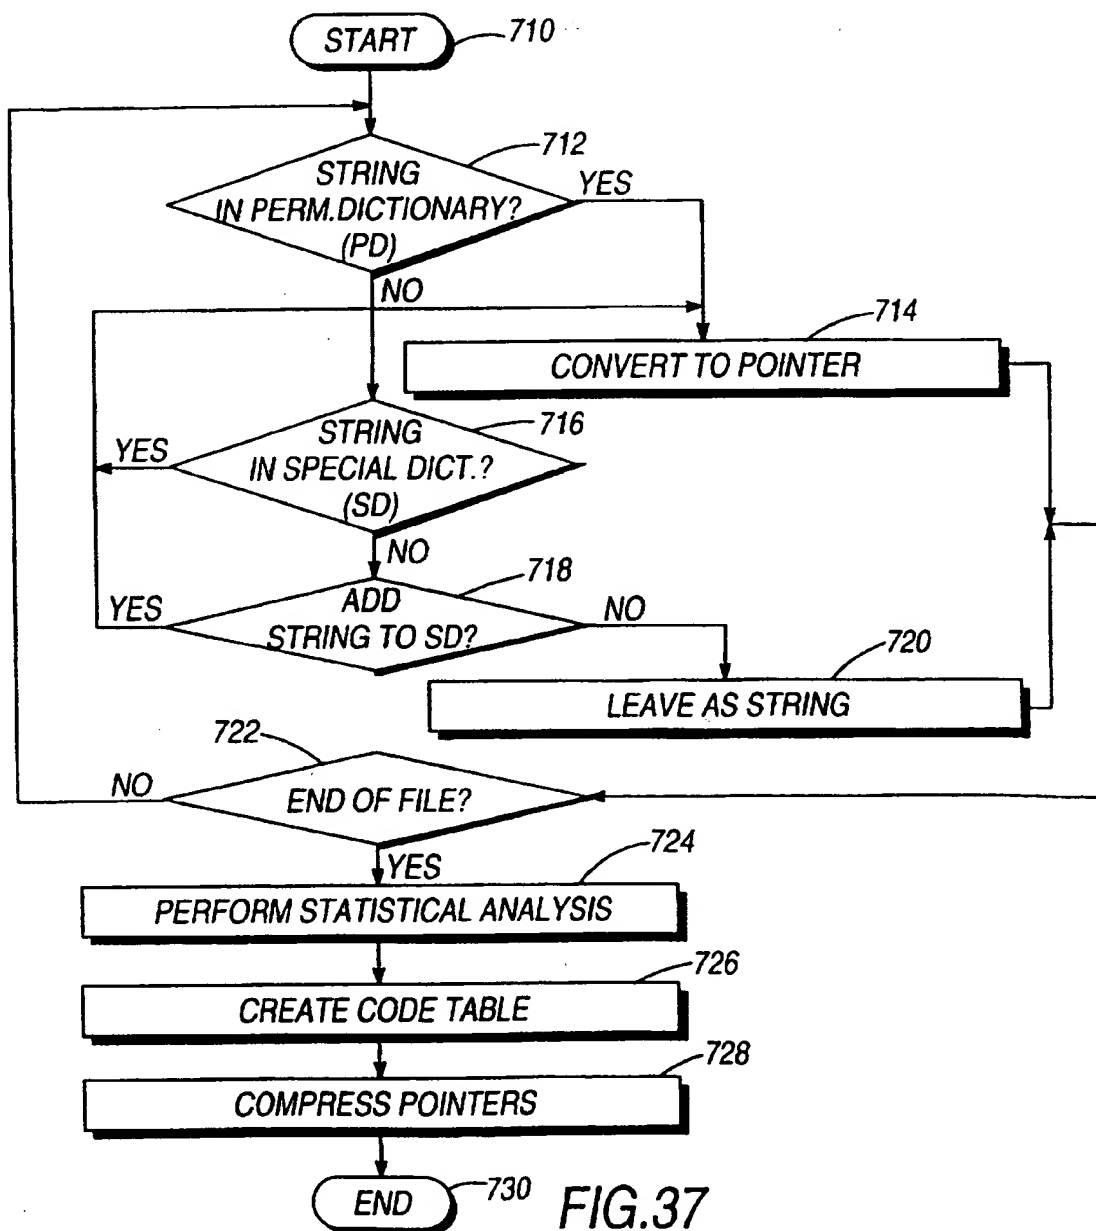 START
710
712
STRING
IN PERM.DICTIONARY?
(PD)
YES
NO
714
CONVERT TO POINTER
716
STRING
IN SPECIAL DICT.?
(SD)
YES
NO
718
ADD
STRING TO SD?
YES
NO
720
LEAVE AS STRING
722
END OF FILE?
NO
YES
724
PERFORM STATISTICAL ANALYSIS
726
CREATE CODE TABLE
728
COMPRESS POINTERS
END
730
FIG.37